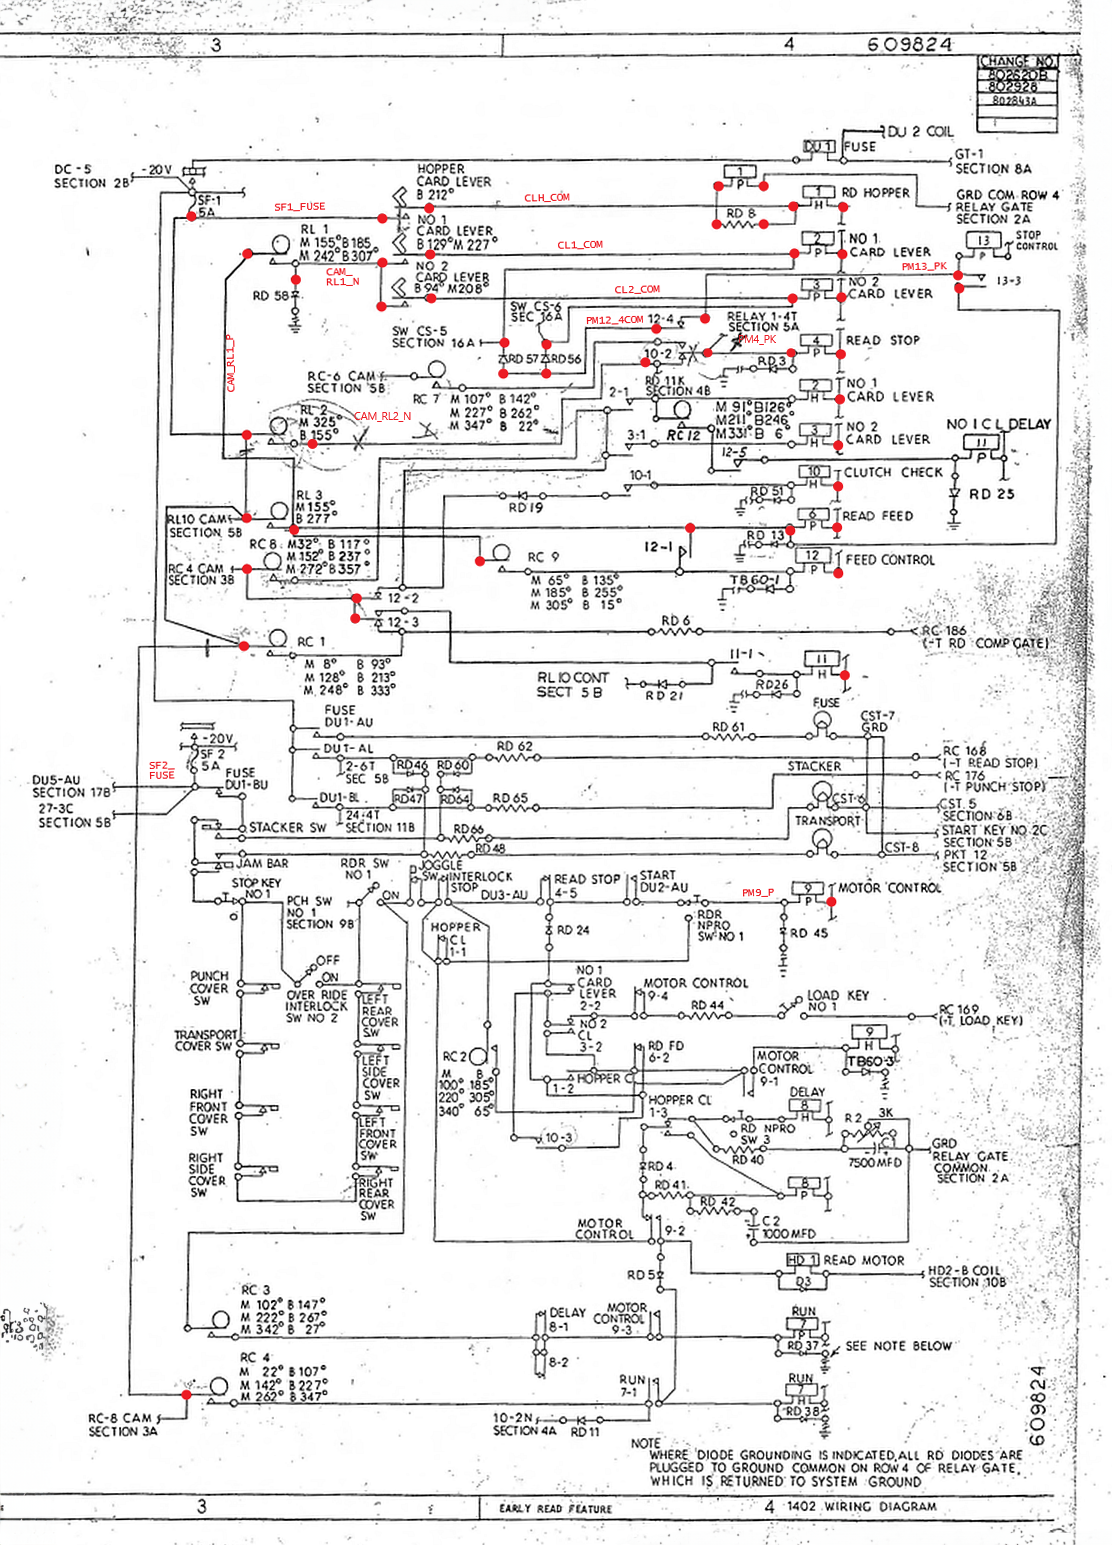 3
4
609824
CHANGE NO.
802620B
802928
802843A
DU 2 COIL
DU 1
FUSE
GT-1
SECTION 8A
DC-5
SECTION 2B
-20V
SF-1
5A
HOPPER
CARD LEVER
B 212°
SF1_FUSE
CLH_COM
1
P
1
H
RD HOPPER
RD 8
GRD COM ROW 4
RELAY GATE
SECTION 2A
NO 1
CARD LEVER
B 129° M 227°
RL 1
M 155° B 185
M 242° B 307°
CL1_COM
2
P
NO 1
CARD LEVER
13
P
STOP
CONTROL
PM13_PK
13-3
NO 2
CARD LEVER
B 94° M 208°
CAM_
RL1_N
RD 58
CL2_COM
3
P
NO 2
CARD LEVER
SW CS-6
SEC 16A
PM12_4COM
12-4
RELAY 1-4T
SECTION 5A
SW CS-5
SECTION 16A
CAM_RL1_P
RD 57
RD 56
10-2
M4_PK
4
P
READ STOP
RD 3
RC-6 CAM
SECTION 5B
RC 7
M 107° B 142°
M 227° B 262°
M 347° B 22°
RD 11K
SECTION 4B
2-1
2
H
NO 1
CARD LEVER
RL 2
M 325°
B 155°
CAM_RL2_N
RC 12
M 91° B126°
M211° B246°
M331° B 6°
3-1
3
H
NO 2
CARD LEVER
NO 1 CL DELAY
11
P
12-5
10-1
10
H
CLUTCH CHECK
RD 51
RD 25
RD 19
RL 3
M 155°
B 277°
RL10 CAM
SECTION 5B
6
P
READ FEED
RD 13
RC 8
M32° B 117°
M 152° B 237°
M 272° B 357°
RC 4 CAM
SECTION 3B
RC 9
M 65° B 135°
M 185° B 255°
M 305° B 15°
12-1
12
P
FEED CONTROL
TB60-1
12-2
12-3
RD 6
RC 186
(-T RD COMP GATE)
RC 1
M 8° B 93°
M 128° B 213°
M 248° B 333°
RL 10 CONT
SECT 5B
RD 21
11-1
11
RD26
FUSE
DU1-AU
RD 61
FUSE
CST-7
GRD
-20V
SF 2
5A
SF2_
FUSE
DU1-AL
2-6T
SEC 5B
RD46
RD 60
RD 62
RC 168
(-T READ STOP)
RC 176
(-T PUNCH STOP)
STACKER
DU5-AU
SECTION 17B
27-3C
SECTION 5B
FUSE
DU1-BU
DU1-BL
24-4T
SECTION 11B
RD47
RD64
RD 65
CST-6
CST 5
SECTION 6B
START KEY NO 2C
SECTION 5B
TRANSPORT
STACKER SW
RD66
RD 48
CST-8
PKT 12
SECTION 5B
JAM BAR
STOP KEY
NO 1
PCH SW
NO 1
SECTION 9B
RDR SW
NO 1
ON
JOGGLE
SW
INTERLOCK
STOP
DU3-AU
READ STOP
4-5
START
DU2-AU
PM9_P
9
P
MOTOR CONTROL
RD 24
RDR
NPRO
SW NO 1
RD 45
HOPPER
CL
1-1
OFF
ON
OVER RIDE
INTERLOCK
SW NO 2
PUNCH
COVER
SW
LEFT
REAR
COVER
SW
NO 1
CARD
LEVER
2-2
MOTOR CONTROL
9-4
RD 44
LOAD KEY
NO 1
RC 169
(-T LOAD KEY)
NO 2
CL
3-2
TRANSPORT
COVER SW
LEFT
SIDE
COVER
SW
RC 2
M B
100° 185°
220° 305°
340° 65°
RD FD
6-2
9
H
TB60-3
MOTOR
CONTROL
9-1
HOPPER CL
1-2
RIGHT
FRONT
COVER
SW
LEFT
FRONT
COVER
SW
HOPPER CL
1-3
DELAY
8
H
RD NPRO
SW 3
R 2
3K
C1
7500 MFD
10-3
RD 40
GRD
RELAY GATE
COMMON
SECTION 2A
RIGHT
SIDE
COVER
SW
RIGHT
REAR
COVER
SW
RD 4
RD 41
8
P
RD 42
C 2
1000 MFD
MOTOR
CONTROL
9-2
HD 1
READ MOTOR
D3
HD2-B COIL
SECTION 10B
RD 5
RC 3
M 102° B 147°
M 222° B 267°
M 342° B 27°
DELAY
8-1
8-2
MOTOR
CONTROL
9-3
RUN
7
P
RD 37
SEE NOTE BELOW
RC 4
M 22° B 107°
M 142° B 227°
M 262° B 347°
RUN
7-1
RUN
7
H
RD 38
RC-8 CAM
SECTION 3A
10-2N
SECTION 4A
RD 11
609824
NOTE
WHERE DIODE GROUNDING IS INDICATED, ALL RD DIODES ARE
PLUGGED TO GROUND COMMON ON ROW 4 OF RELAY GATE,
WHICH IS RETURNED TO SYSTEM GROUND
3
EARLY READ FEATURE
4
1402 WIRING DIAGRAM